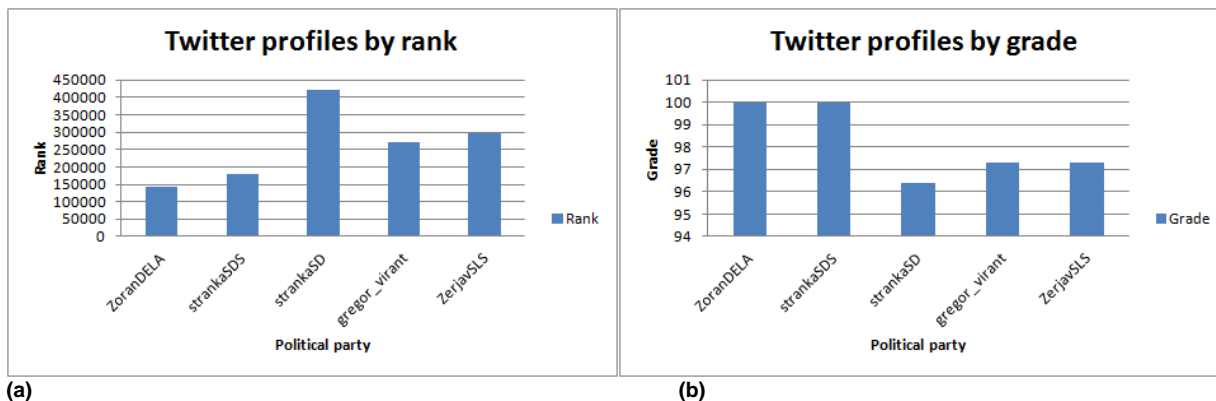 Twitter profiles by rank
450000
400000
350000
300000
250000
200000
150000
100000
50000
0
Rank
Rank
ZoranDELA
strankaSDS
strankaSD
gregor_virant
ZerjavSLS
Political party
(a)
Twitter profiles by grade
101
100
99
98
97
96
95
94
Grade
Grade
ZoranDELA
strankaSDS
strankaSD
gregor_virant
ZerjavSLS
Political party
(b)